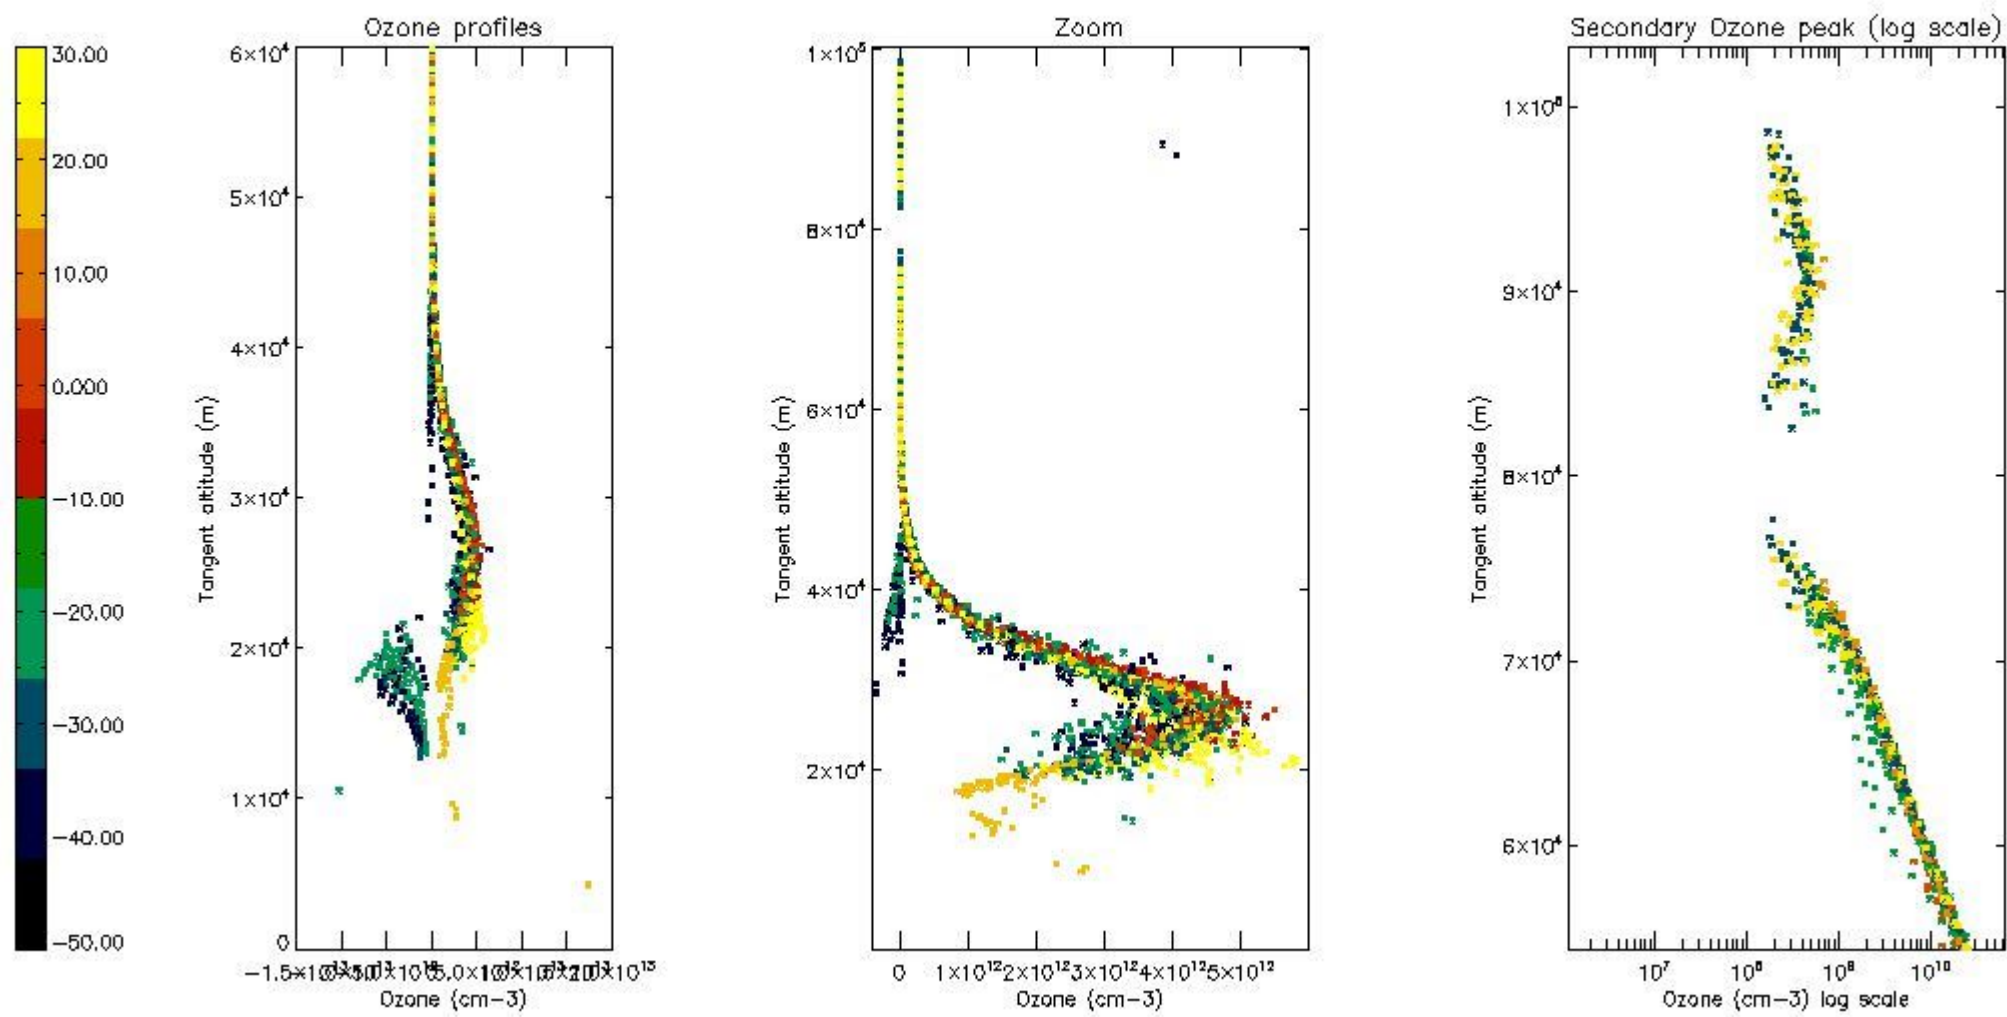 Ozone profiles
Zoom
Secondary Ozone peak (log scale)
30.00
20.00
10.00
0.000
−10.00
−20.00
−30.00
−40.00
−50.00
6×10⁴
5×10⁴
4×10⁴
3×10⁴
2×10⁴
1×10⁴
0
Tangent altitude (m)
Ozone (cm−3)
1×10⁵
8×10⁴
6×10⁴
4×10⁴
2×10⁴
Tangent altitude (m)
0 1×10¹² 2×10¹² 3×10¹² 4×10¹² 5×10¹²
Ozone (cm−3)
9×10⁴
8×10⁴
7×10⁴
6×10⁴
Tangent altitude (m)
10⁷ 10⁸ 10⁹ 10¹⁰
Ozone (cm−3) log scale